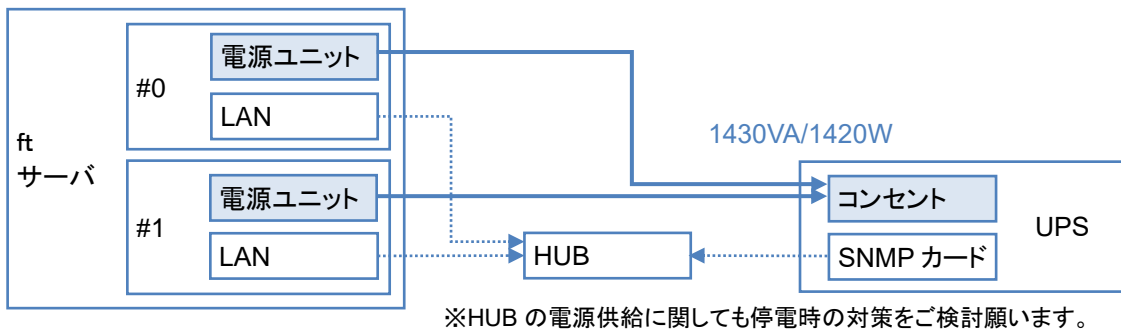 ft
サーバ
#0
電源ユニット
LAN
#1
電源ユニット
LAN
1430VA/1420W
HUB
コンセント
SNMP カード
UPS
※HUB の電源供給に関しても停電時の対策をご検討願います。